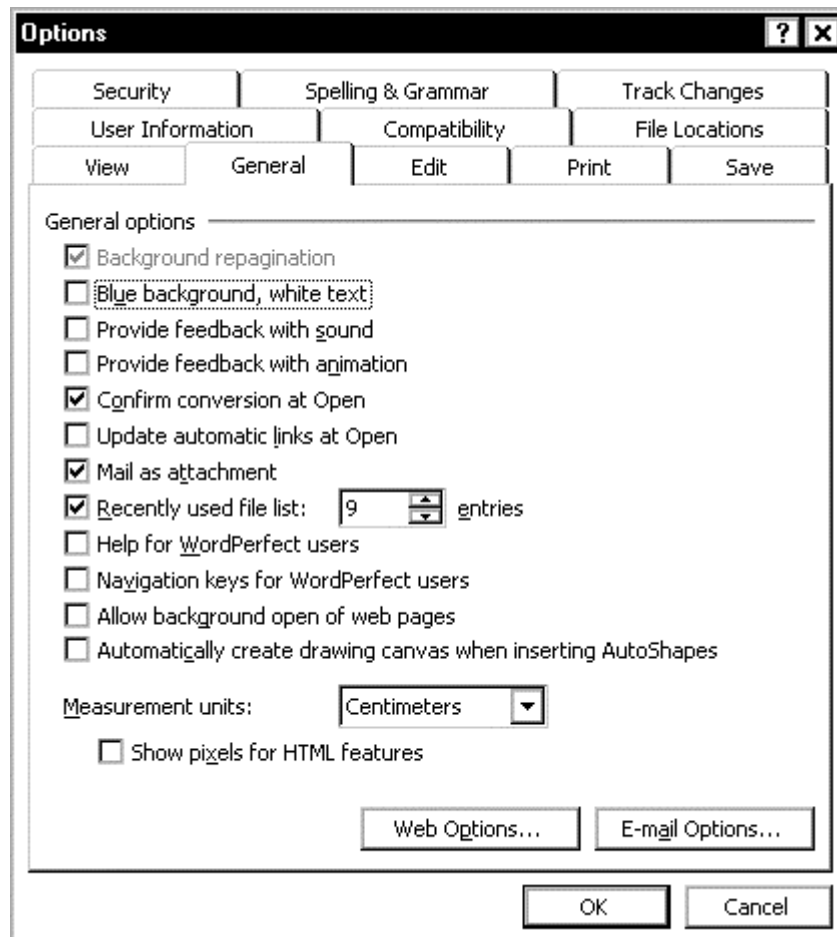 Options
Security Spelling & Grammar Track Changes
User Information Compatibility File Locations
View General Edit Print Save
General options
Background repagination
Blue background, white text
Provide feedback with sound
Provide feedback with animation
Confirm conversion at Open
Update automatic links at Open
Mail as attachment
Recently used file list: 9 entries
Help for WordPerfect users
Navigation keys for WordPerfect users
Allow background open of web pages
Automatically create drawing canvas when inserting AutoShapes
Measurement units: Centimeters
Show pixels for HTML features
Web Options... E-mail Options...
OK Cancel